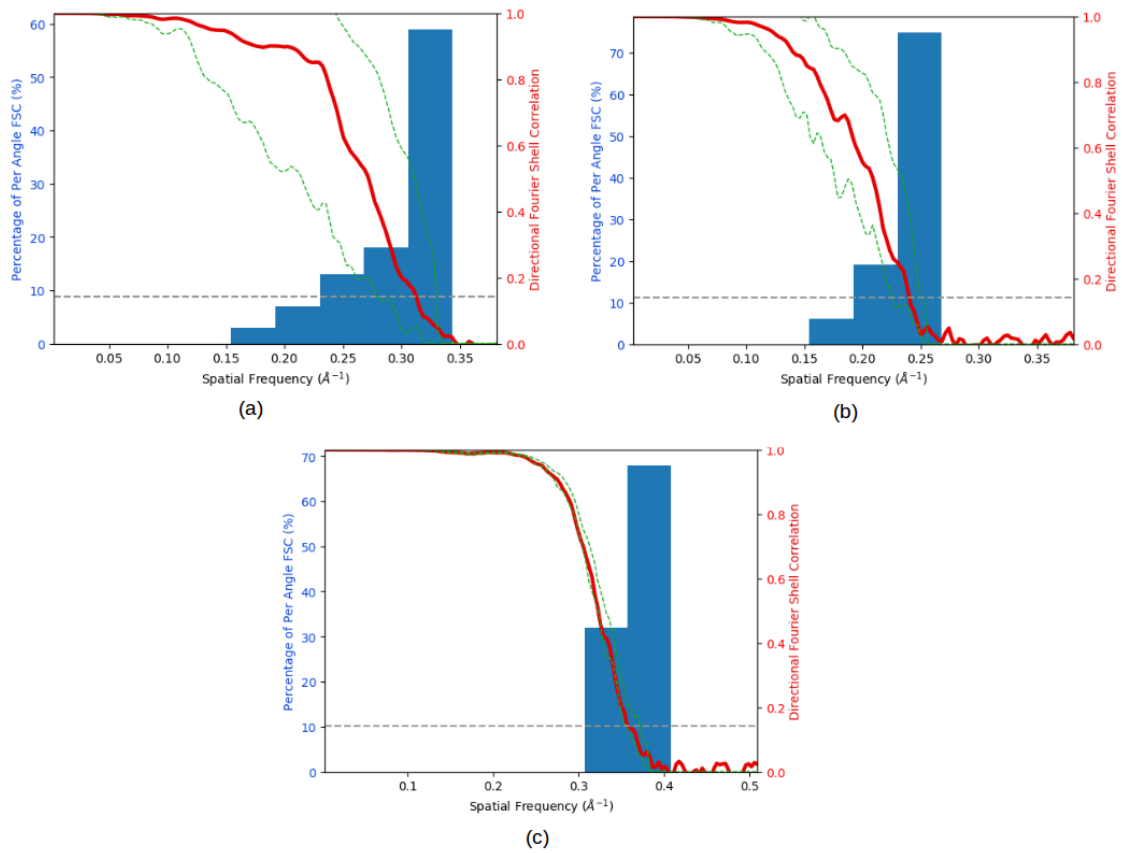 Percentage of Per Angle FSC (%)
60
50
40
30
20
10
0
0.05 0.10 0.15 0.20 0.25 0.30 0.35
Spatial Frequency (Å⁻¹)
1.0
0.8
0.6
0.4
0.2
0.0
Directional Fourier Shell Correlation
(a)
Percentage of Per Angle FSC (%)
70
60
50
40
30
20
10
0
0.05 0.10 0.15 0.20 0.25 0.30 0.35
Spatial Frequency (Å⁻¹)
1.0
0.8
0.6
0.4
0.2
0.0
Directional Fourier Shell Correlation
(b)
Percentage of Per Angle FSC (%)
70
60
50
40
30
20
10
0
0.1 0.2 0.3 0.4 0.5
Spatial Frequency (Å⁻¹)
1.0
0.8
0.6
0.4
0.2
0.0
Directional Fourier Shell Correlation
(c)